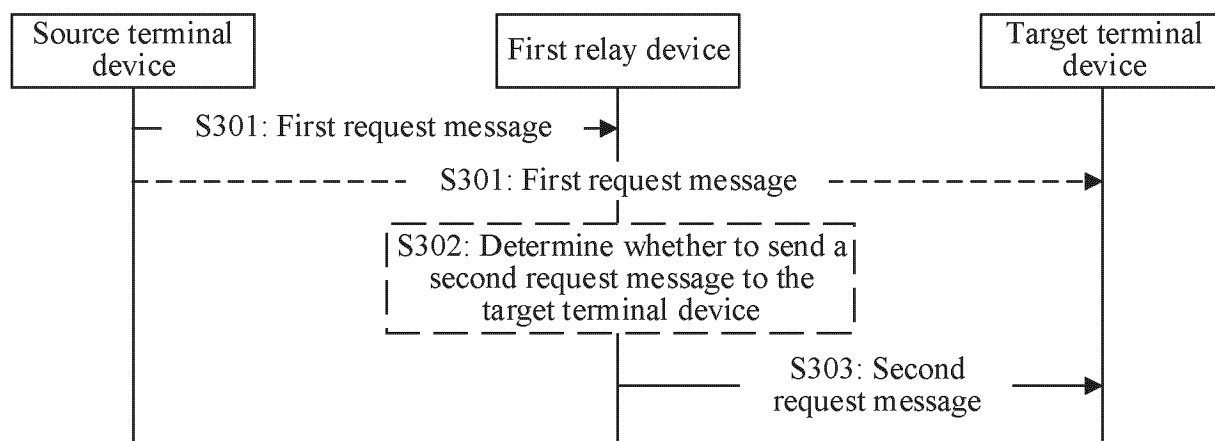 Source terminal
device
First relay device
Target terminal
device
S301: First request message
S301: First request message
S302: Determine whether to send a
second request message to the
target terminal device
S303: Second
request message